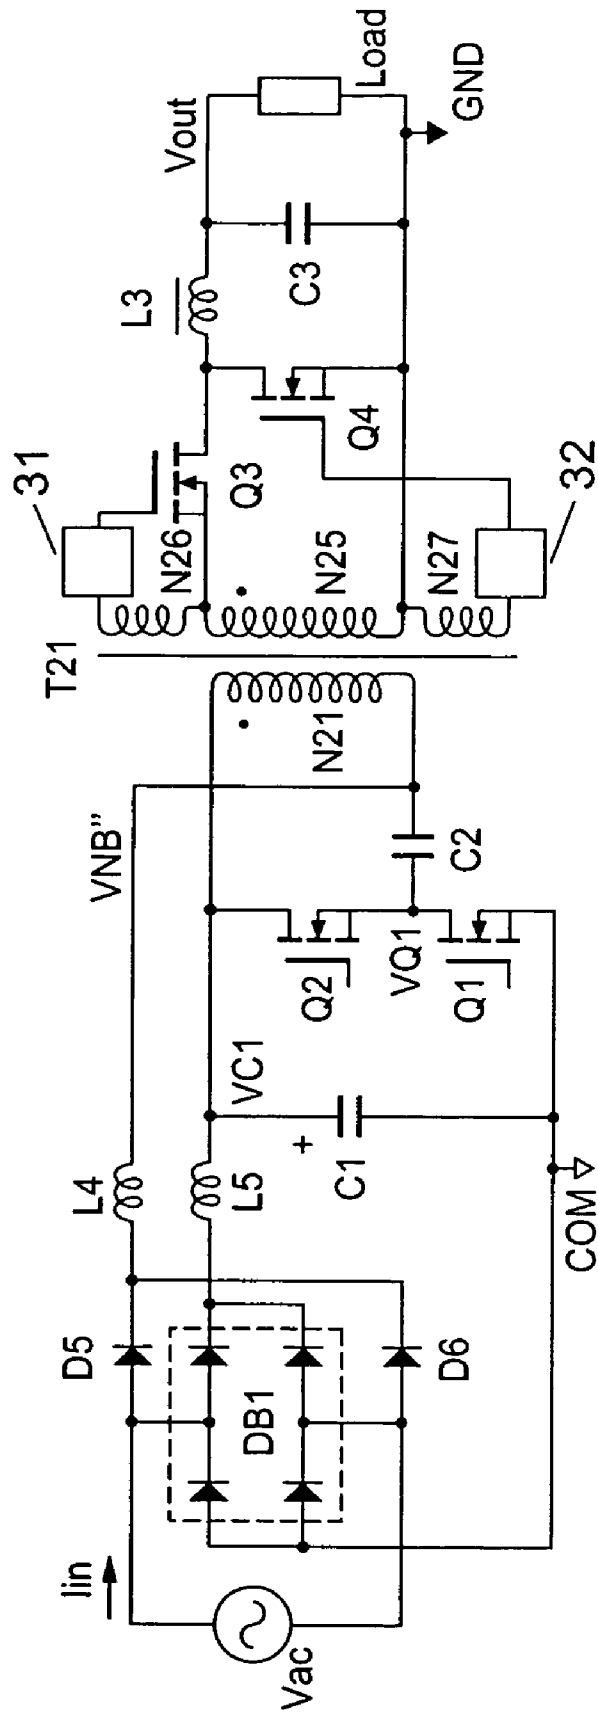 Iin
Vac
D5
DB1
D6
L4
L5
VNB”
VC1
+
C1
COM
Q2
VQ1
Q1
C2
T21
N21
31
N26
N25
N27
32
Q3
Q4
L3
C3
Vout
Load
GND